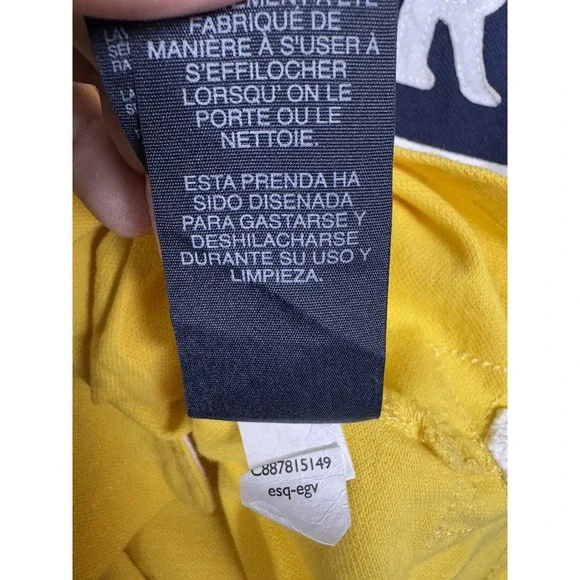 FABRIQUE DE
MANIÈRE À S'USER À
S'EFFILOCHER
LORSQU' ON LE
PORTE OU LE
NETTOIE.
ESTA PRENDA HA
SIDO DISENADA
PARA GASTARSE Y
DESHILACHARSE
DURANTE SU USO Y
LIMPIEZA.
C887815149
esq-egv